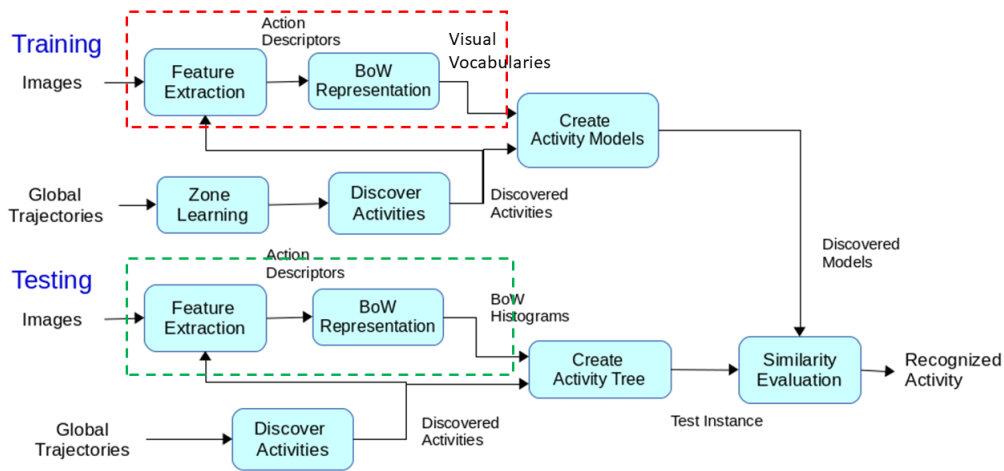 Training
Action
Descriptors
Visual
Vocabularies
Images
Feature
Extraction
BoW
Representation
Create
Activity Models
Global
Trajectories
Zone
Learning
Discover
Activities
Discovered
Activities
Discovered
Models
Testing
Action
Descriptors
Images
Feature
Extraction
BoW
Representation
BoW
Histograms
Create
Activity Tree
Similarity
Evaluation
Recognized
Activity
Test Instance
Global
Trajectories
Discover
Activities
Discovered
Activities